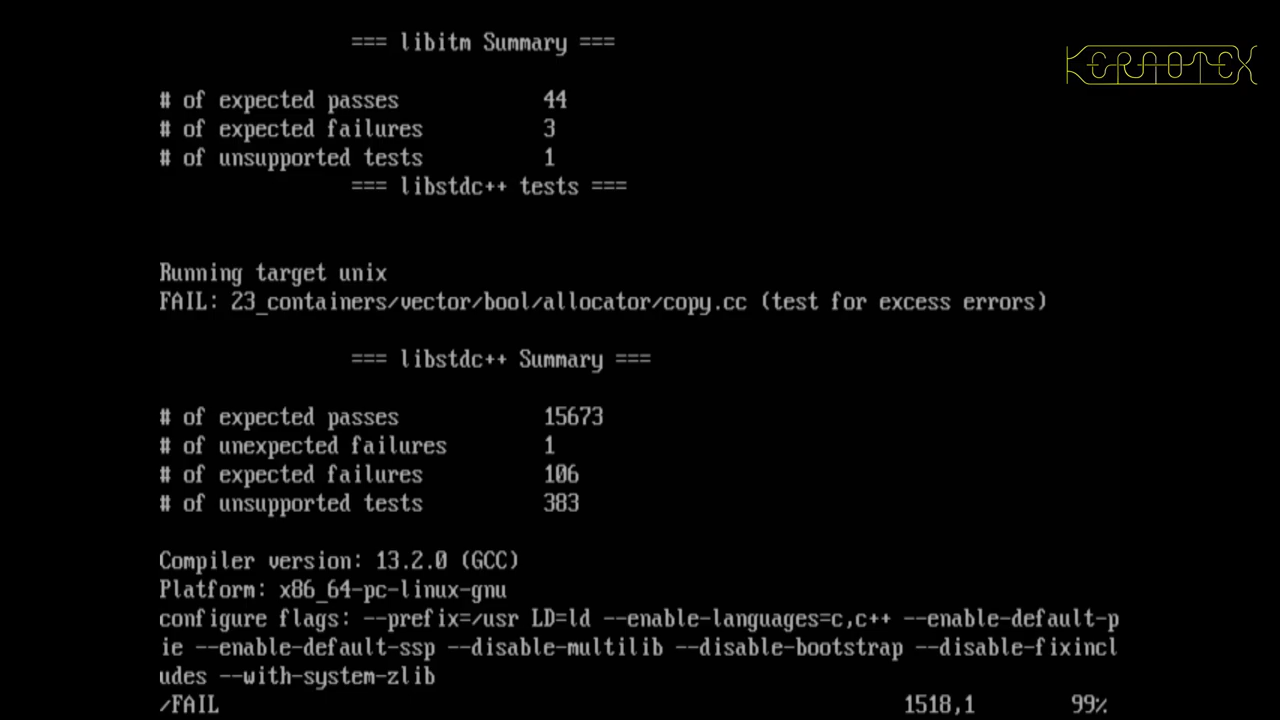 === libitm Summary ===
KERNOTEX
# of expected passes 44
# of expected failures 3
# of unsupported tests 1
=== libstdc++ tests ===
Running target unix
FAIL: 23_containers/vector/bool/allocator/copy.cc (test for excess errors)
=== libstdc++ Summary ===
# of expected passes 15673
# of unexpected failures 1
# of expected failures 106
# of unsupported tests 383
Compiler version: 13.2.0 (GCC)
Platform: x86_64-pc-linux-gnu
configure flags: --prefix=/usr LD=ld --enable-languages=c,c++ --enable-default-p
ie --enable-default-ssp --disable-multilib --disable-bootstrap --disable-fixincl
udes --with-system-zlib
/FAIL 1518,1 99%